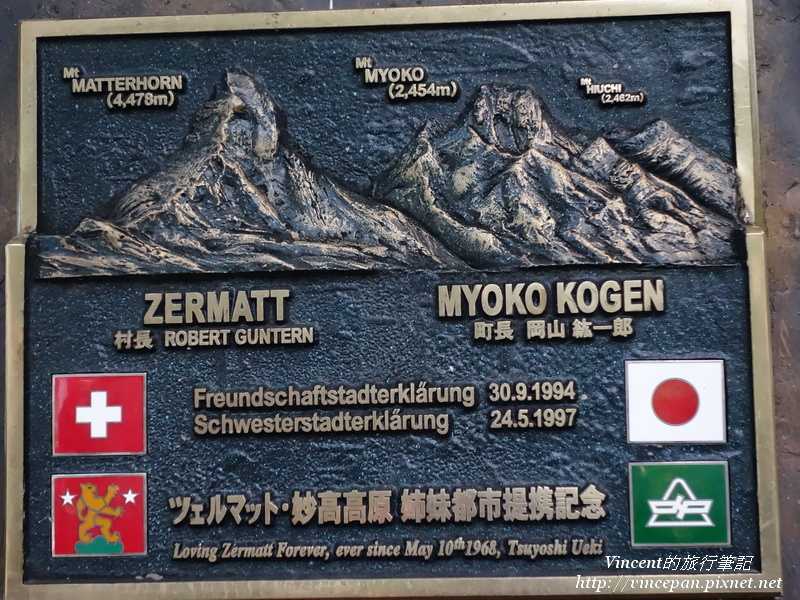 Mt
MATTERHORN
(4,478m)
Mt
MYOKO
(2,454m)
Mt
HIUCHI
(2,462m)
ZERMATT
村長 ROBERT GUNTERN
MYOKO KOGEN
町長 岡山 紘一郎
Freundschaftstadterklärung 30.9.1994
Schwesterstadterklärung 24.5.1997
ツェルマット・妙高高原 姉妹都市提携記念
Loving Zermatt Forever, ever since May 10th 1968, Tsuyoshi Ueki
Vincent的旅行筆記
http://vincepan.pixnet.net